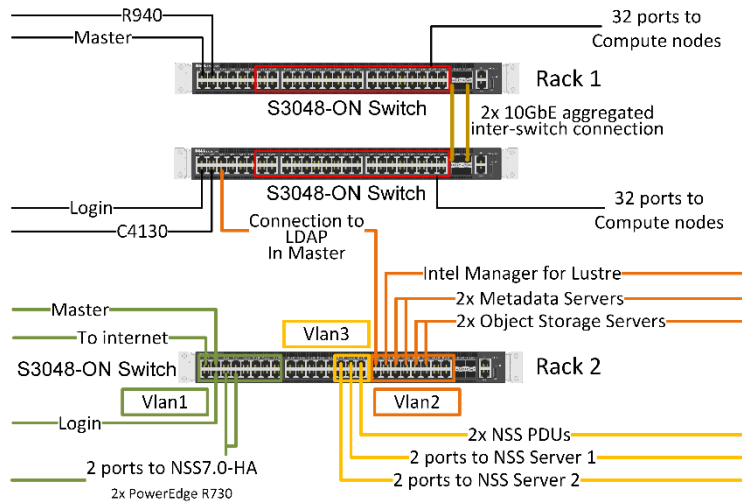 R940
Master
32 ports to
Compute nodes
Rack 1
S3048-ON Switch
2x 10GbE aggregated
inter-switch connection
S3048-ON Switch
Login
C4130
Connection to
LDAP
In Master
32 ports to
Compute nodes
Intel Manager for Lustre
Master
2x Metadata Servers
To internet
Vlan3
2x Object Storage Servers
S3048-ON Switch
Rack 2
Vlan1
Vlan2
Login
2x NSS PDUs
2 ports to NSS Server 1
2 ports to NSS7.0-HA
2 ports to NSS Server 2
2x PowerEdge R730